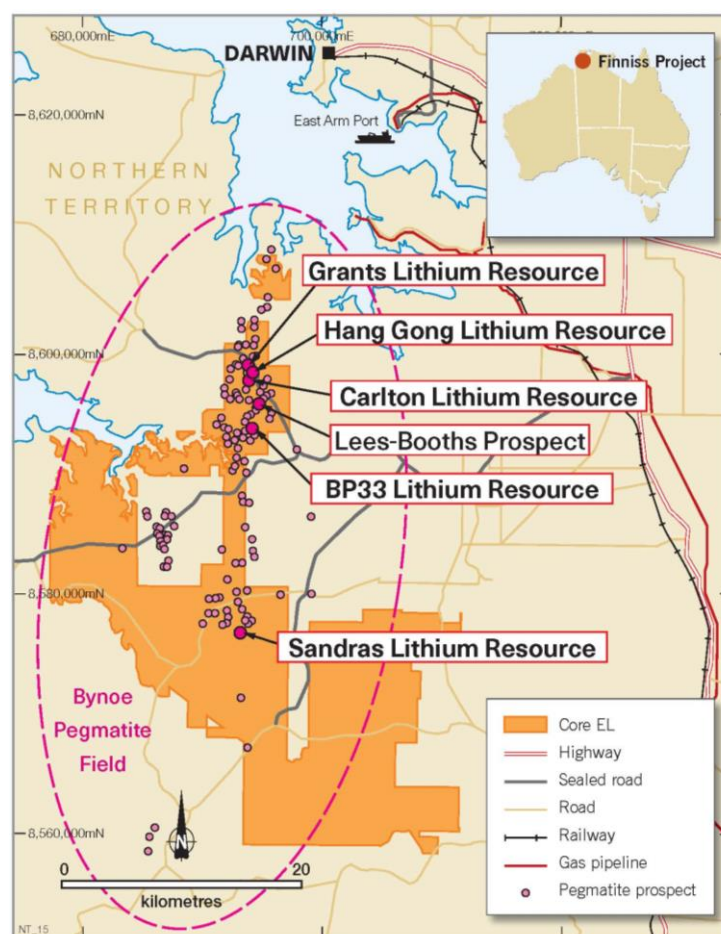 680,000mE
700,000mE
DARWIN
Finniss Project
8,620,000mN
East Arm Port
NORTHERN
TERRITORY
Grants Lithium Resource
Hang Gong Lithium Resource
8,600,000mN
Carlton Lithium Resource
Lees-Booths Prospect
BP33 Lithium Resource
8,580,000mN
Sandras Lithium Resource
Bynoe
Pegmatite
Field
Core EL
Highway
Sealed road
Road
Railway
Gas pipeline
Pegmatite prospect
8,560,000mN
N
0 20
kilometres
NT_15